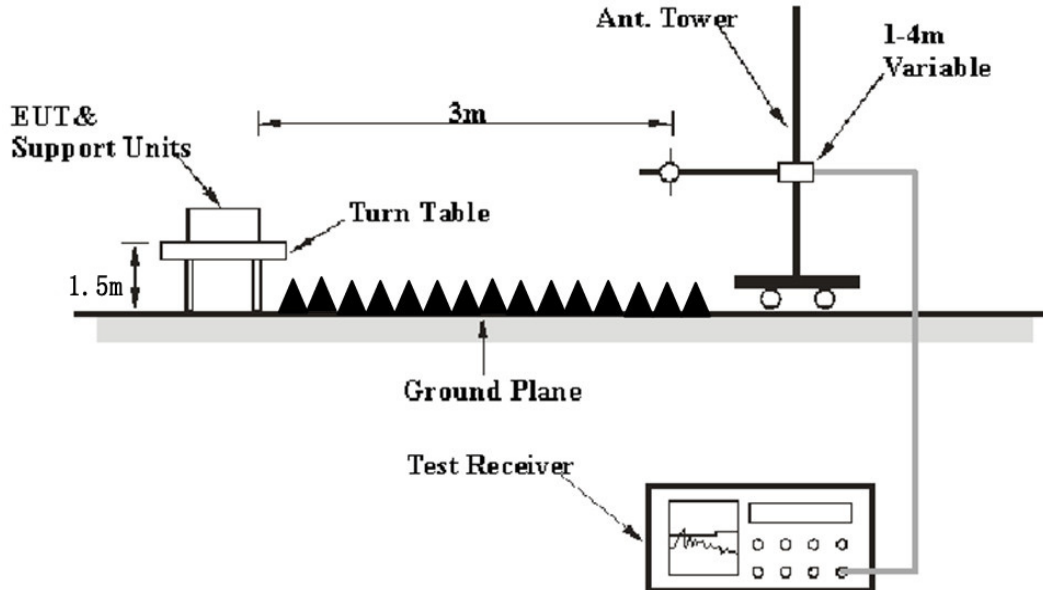 Ant. Tower
1-4m
Variable
EUT&
Support Units
3m
Turn Table
1.5m
Ground Plane
Test Receiver